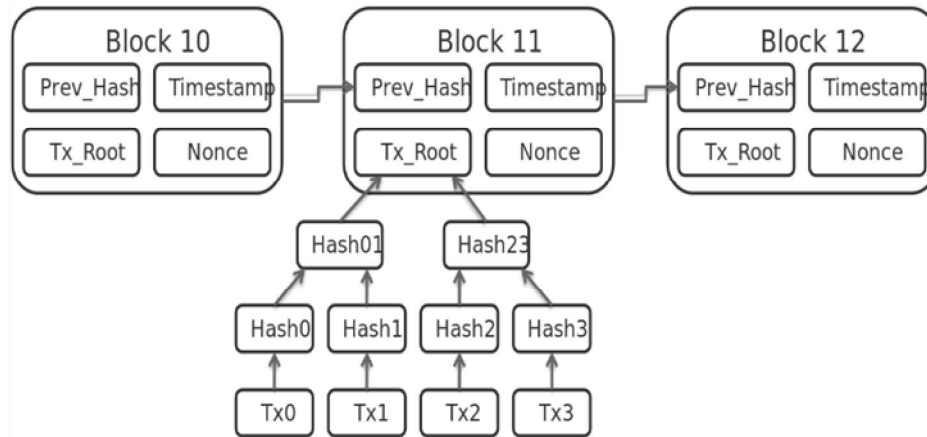 Block 10 Block 11 Block 12
Prev_Hash Timestamp Prev_Hash Timestamp Prev_Hash Timestamp
Tx_Root Nonce Tx_Root Nonce Tx_Root Nonce
Hash01 Hash23
Hash0 Hash1 Hash2 Hash3
Tx0 Tx1 Tx2 Tx3